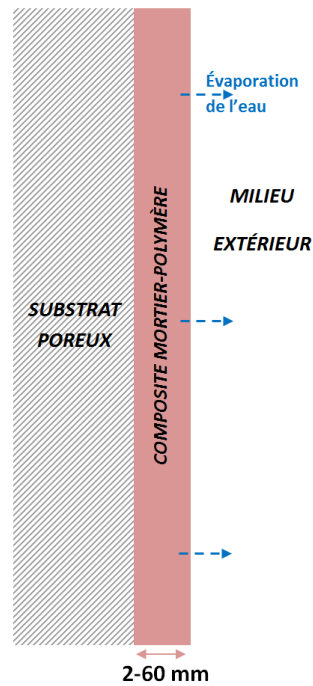 Évaporation
de l'eau
MILIEU
EXTÉRIEUR
SUBSTRAT
POREUX
COMPOSITE MORTIER-POLYMÈRE
2-60 mm